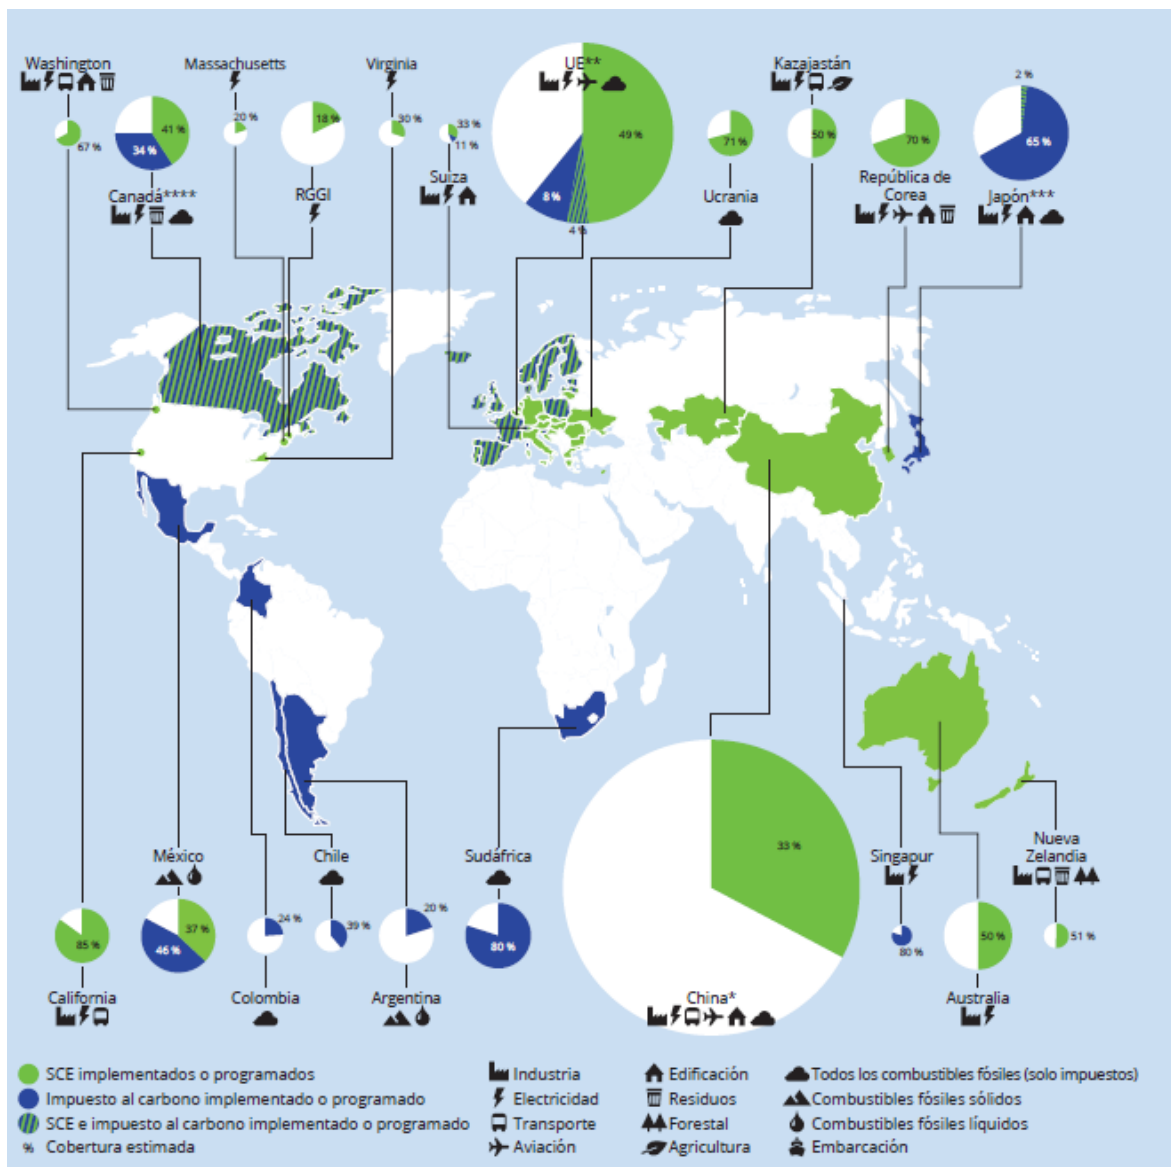 Washington
67 %
Massachusetts
20 %
Virginia
30 %
41 %
34 %
Canadá****
18 %
RGGI
33 %
11 %
Suiza
UE**
49 %
8 %
4 %
71 %
Ucrania
Kazajastán
50 %
70 %
República de
Corea
2 %
65 %
Japón***
México
37 %
46 %
85 %
California
24 %
Colombia
Chile
39 %
20 %
Argentina
Sudáfrica
80 %
33 %
China*
Singapur
80 %
50 %
Australia
Nueva
Zelandia
51 %
SCE implementados o programados
Impuesto al carbono implementado o programado
SCE e impuesto al carbono implementado o programado
% Cobertura estimada
Industria
Electricidad
Transporte
Aviación
Edificación
Residuos
Forestal
Agricultura
Todos los combustibles fósiles (solo impuestos)
Combustibles fósiles sólidos
Combustibles fósiles líquidos
Embarcación